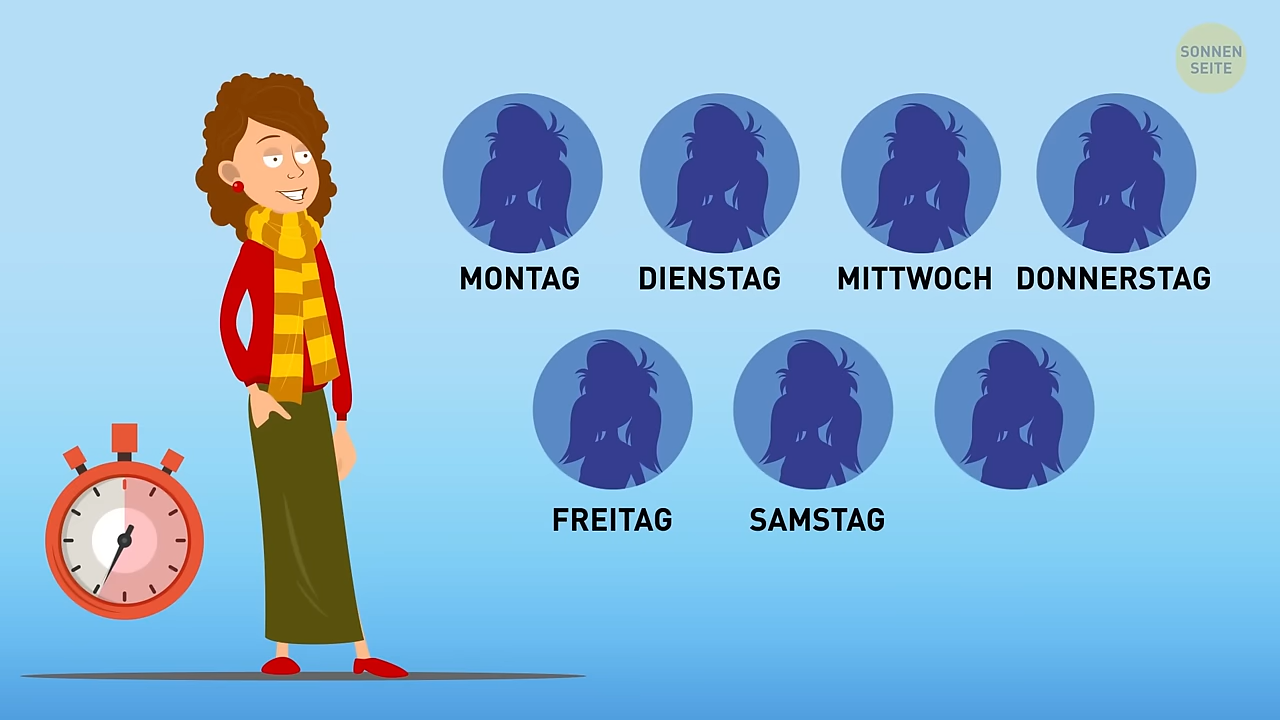 SONNEN
SEITE
MONTAG
DIENSTAG
MITTWOCH
DONNERSTAG
FREITAG
SAMSTAG